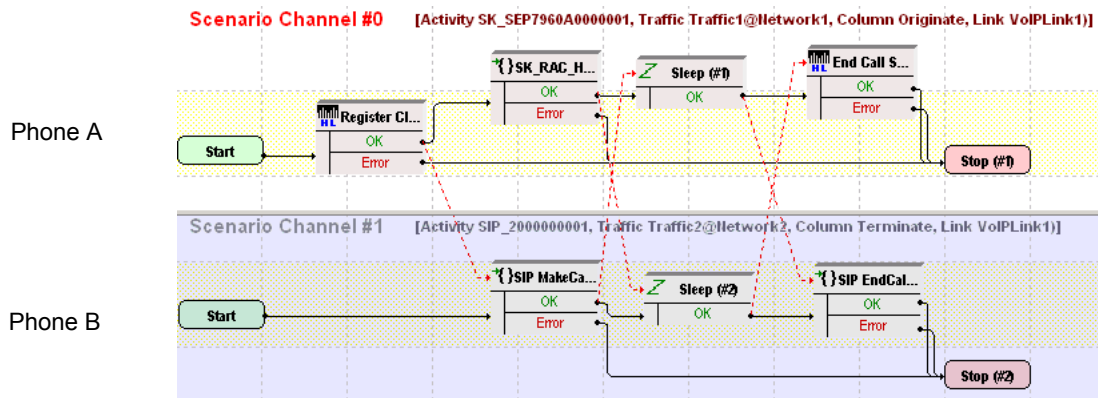 Scenario Channel #0 [Activity SK_SEP7960A0000001, Traffic Traffic1@Network1, Column Originate, Link VoIPLink1)]
{}SK_RAC_H...
OK
Error
Sleep (#1)
OK
HL End Call S...
OK
Error
Phone A
Start
HL Register Cl...
OK
Error
Stop (#1)
Scenario Channel #1 [Activity SIP_2000000001, Traffic Traffic2@Network2, Column Terminate, Link VoIPLink1)]
Phone B
Start
{}SIP MakeCa...
OK
Error
Sleep (#2)
OK
{}SIP EndCal...
OK
Error
Stop (#2)